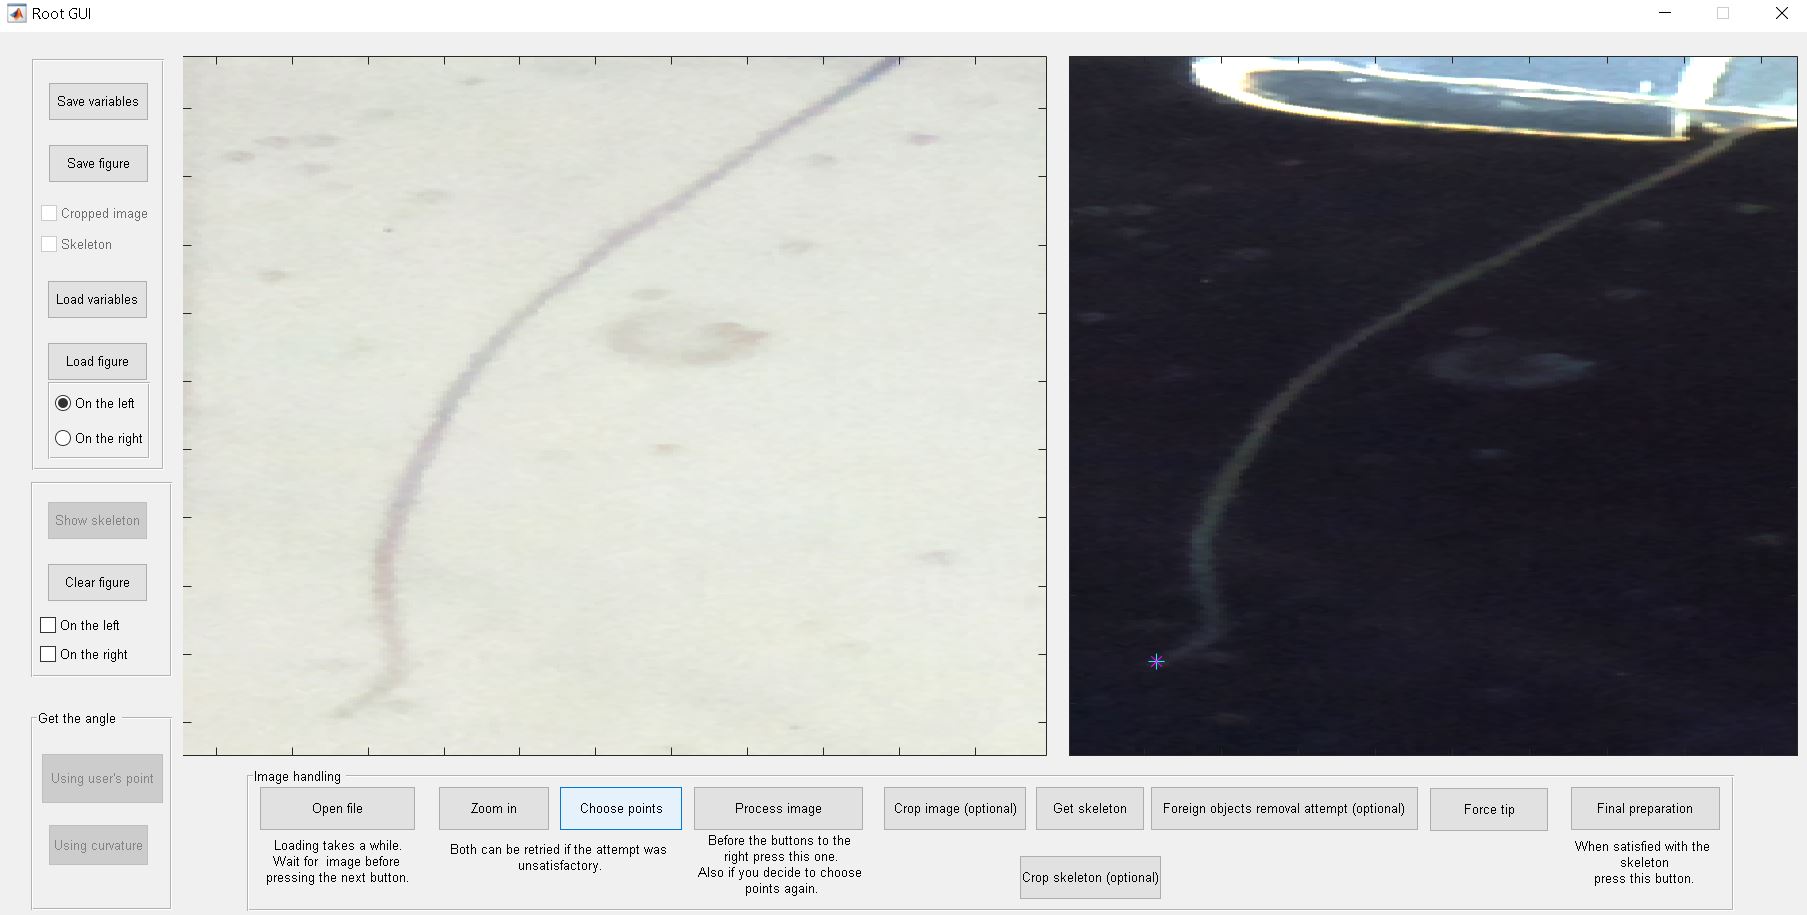 Root GUI
Save variables
Save figure
Cropped image
Skeleton
Load variables
Load figure
On the left
On the right
Show skeleton
Clear figure
On the left
On the right
Get the angle
Using user's point
Using curvature
Image handling
Open file
Loading takes a while.
Wait for image before
pressing the next button.
Zoom in
Choose points
Both can be retried if the attempt was
unsatisfactory.
Process image
Before the buttons to the
right press this one.
Also if you decide to choose
points again.
Crop image (optional)
Get skeleton
Crop skeleton (optional)
Foreign objects removal attempt (optional)
Force tip
Final preparation
When satisfied with the
skeleton
press this button.